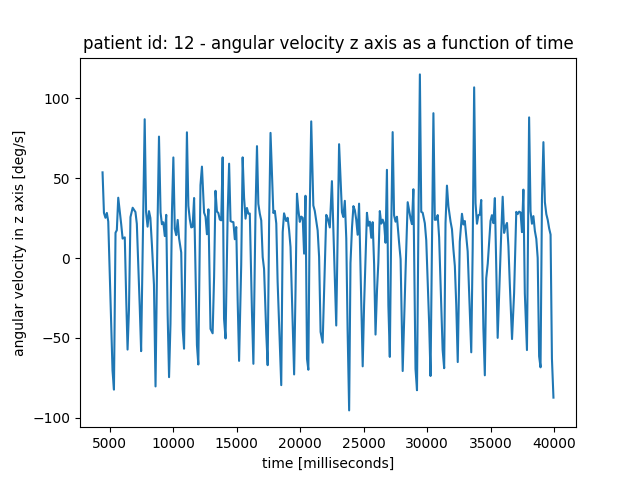 patient id: 12 - angular velocity z axis as a function of time
angular velocity in z axis [deg/s]
100
50
0
−50
−100
5000 10000 15000 20000 25000 30000 35000 40000
time [milliseconds]